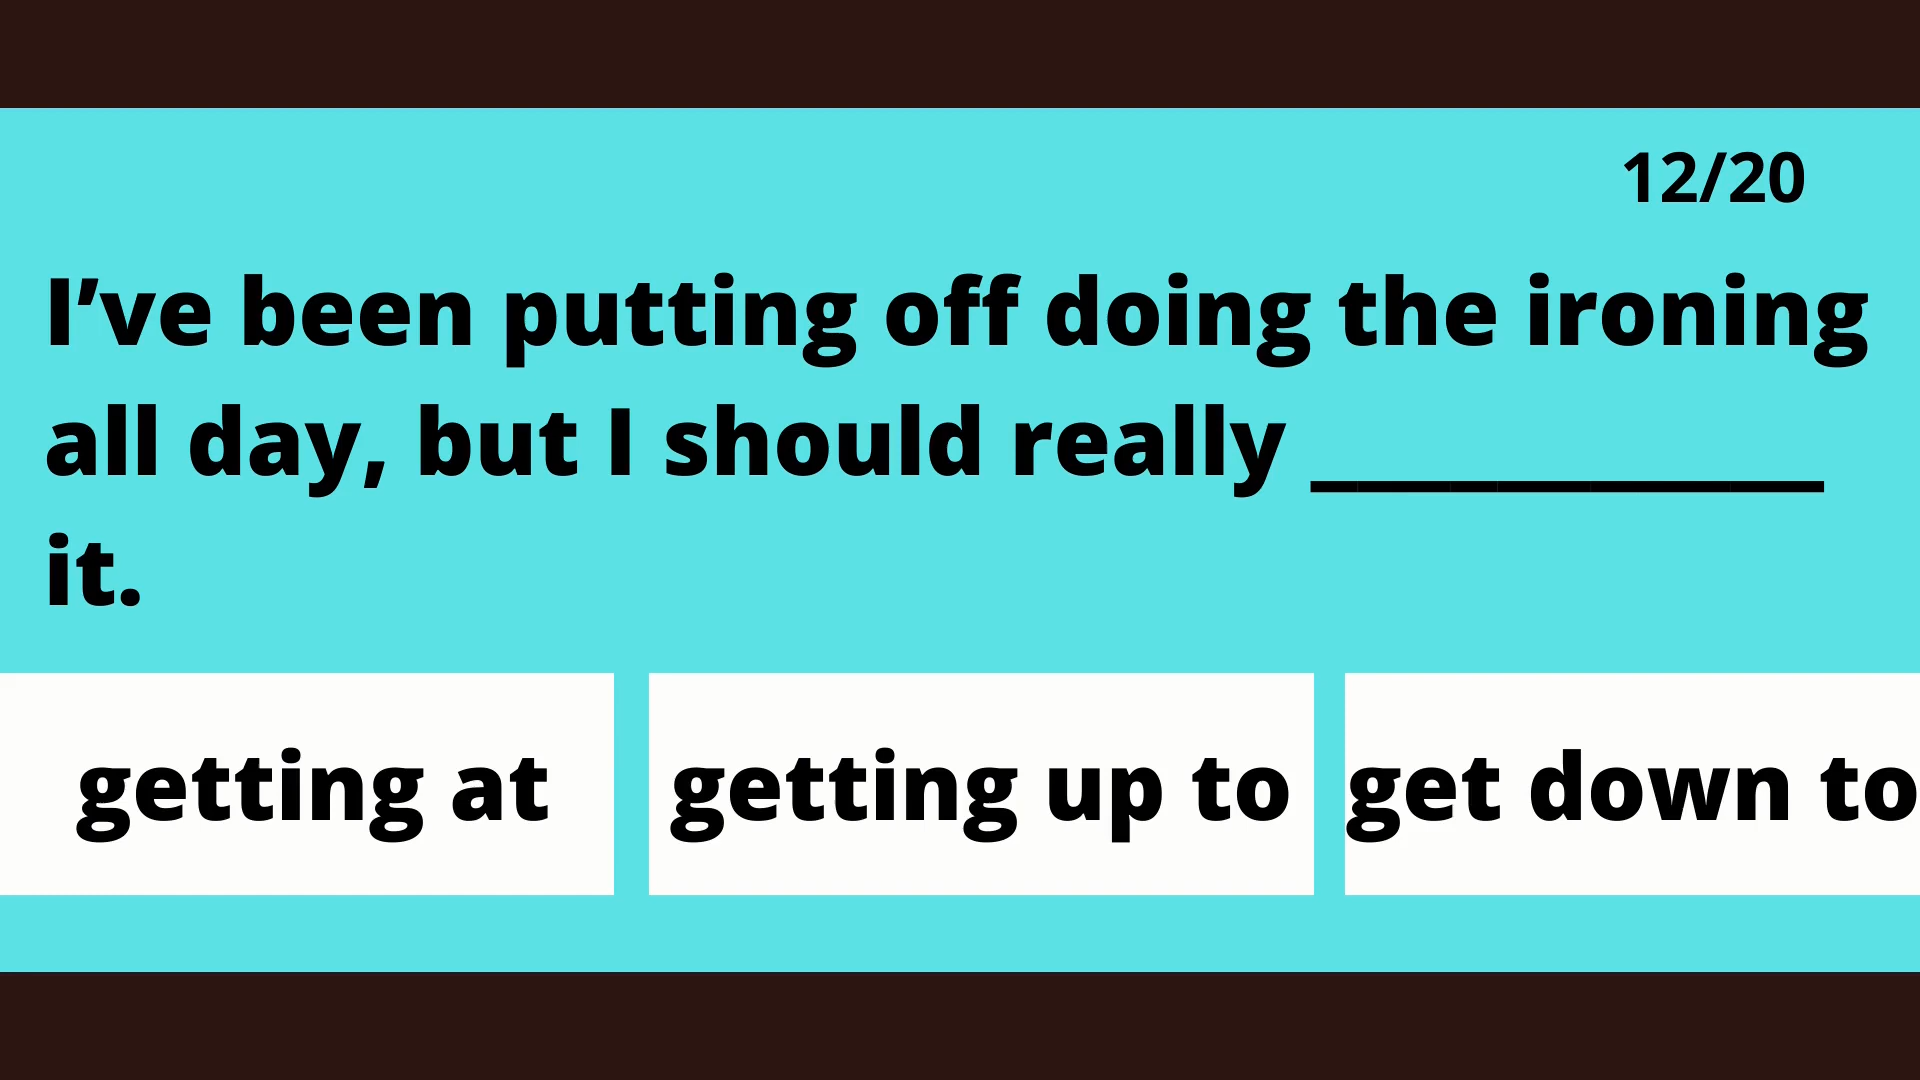 12/20
I’ve been putting off doing the ironing
all day, but I should really ___________
it.
getting at
getting up to
get down to